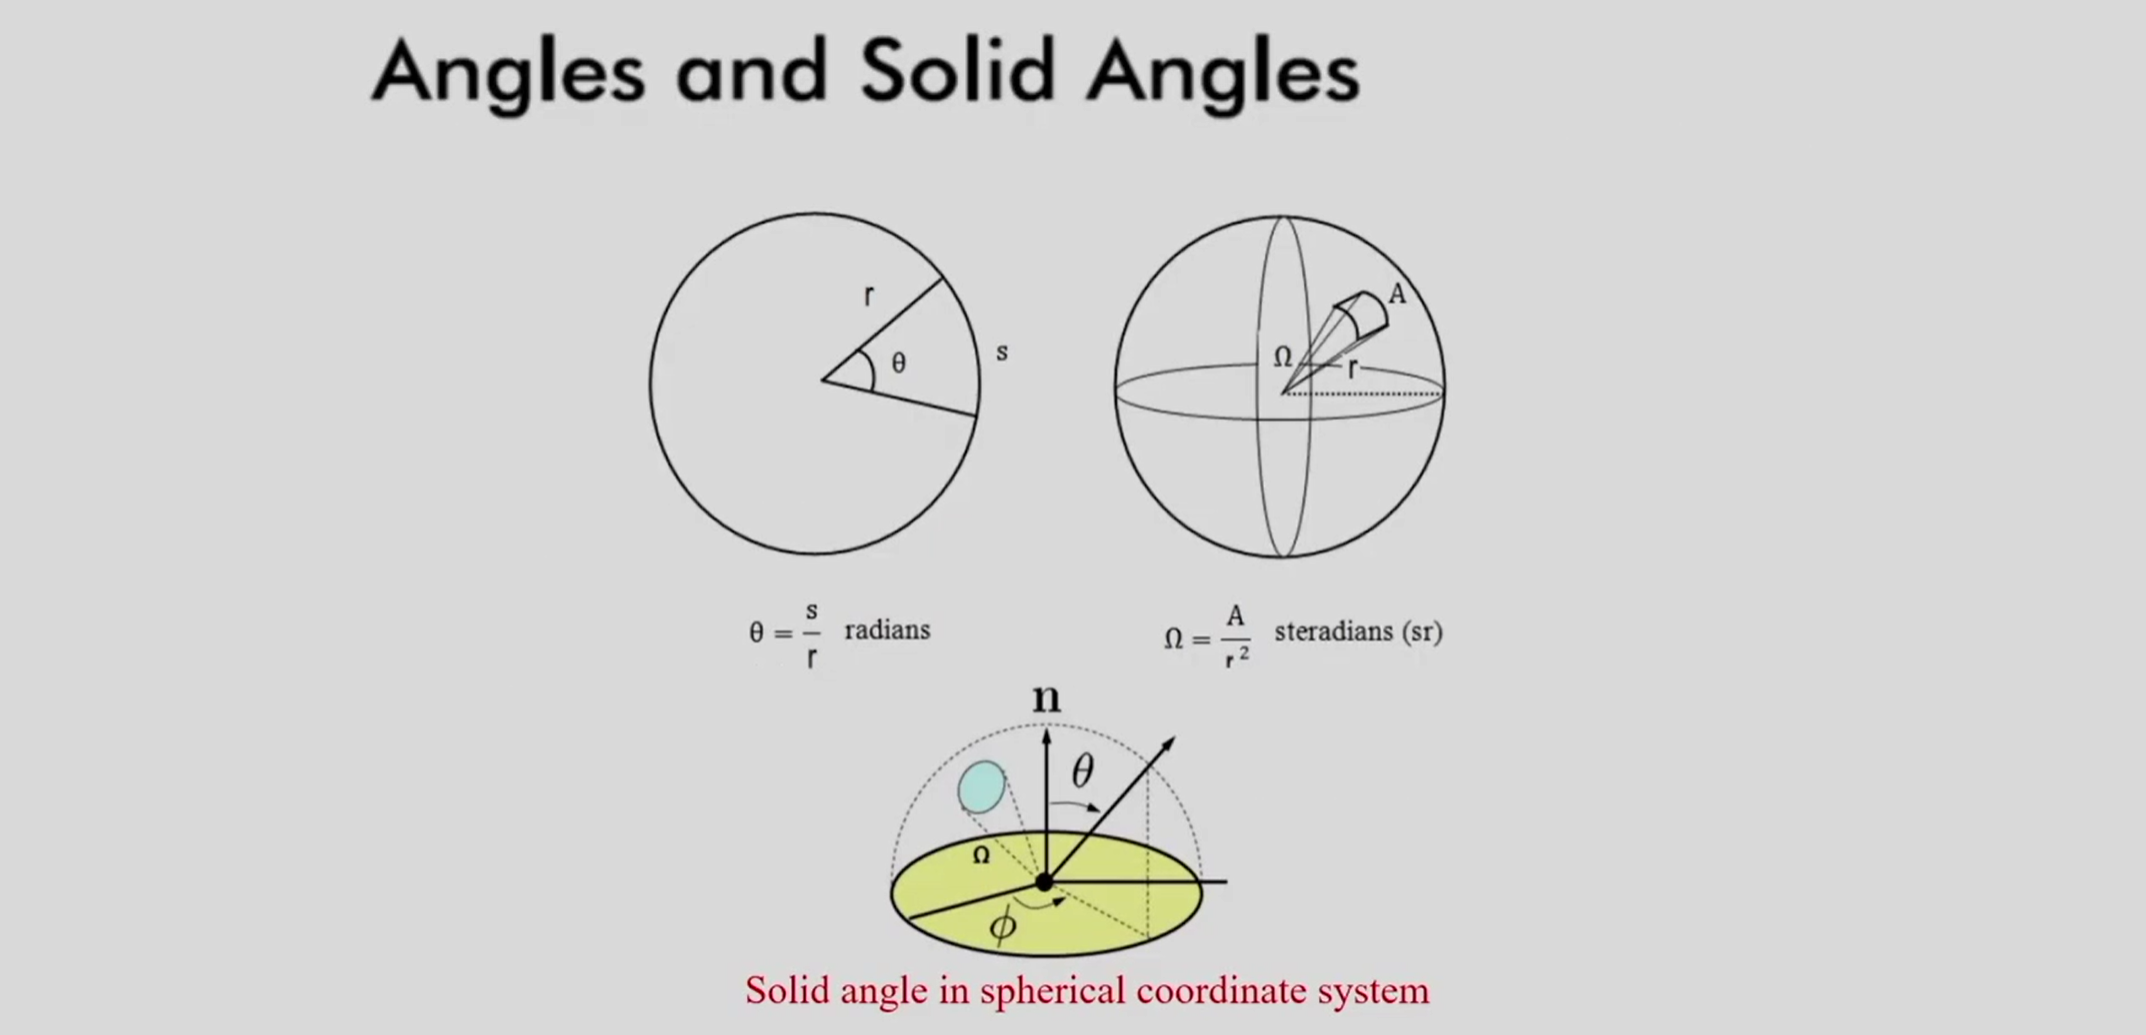 Angles and Solid Angles
r
θ
s
A
Ω
r
θ = s/r radians
Ω = A/r² steradians (sr)
n
θ
Ω
ϕ
Solid angle in spherical coordinate system